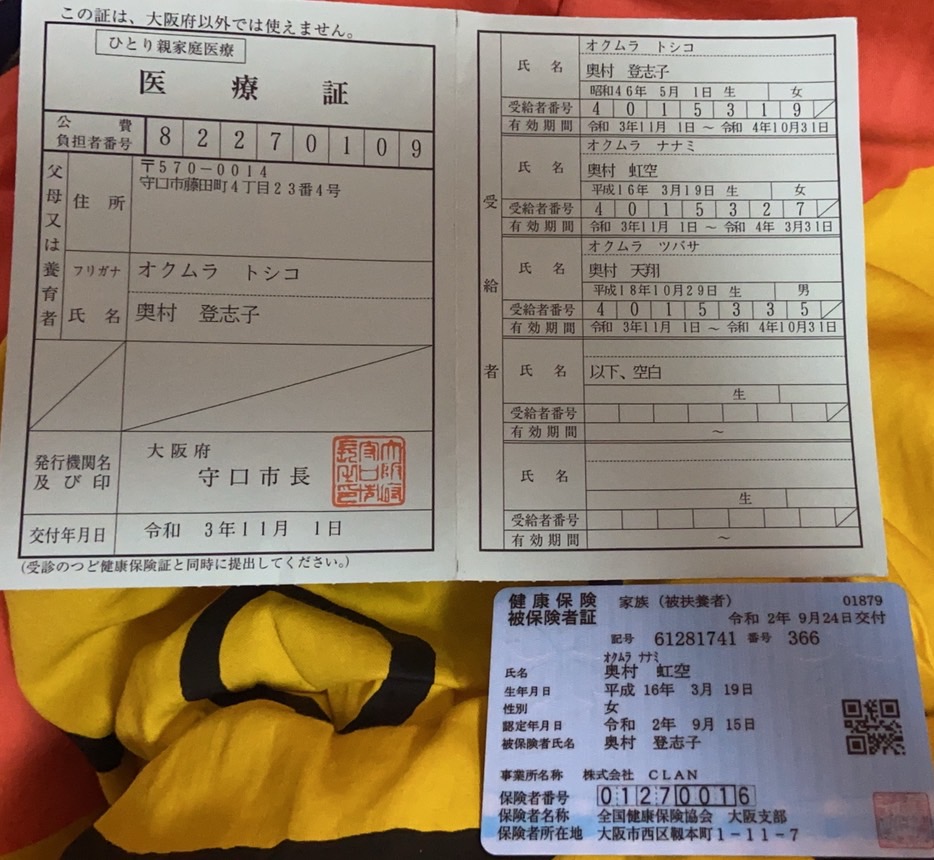 この証は、大阪府以外では使えません。
ひとり親家庭医療
医療証
公費負担者番号 8 2 2 7 0 1 0 9
父母又は養育者
住所
〒570-0014
守口市藤田町4丁目23番4号
フリガナ オクムラ トシコ
氏名 奥村 登志子
発行機関名及び印
大阪府
守口市長
交付年月日 令和 3年11月 1日
(受診のつど健康保険証と同時に提出してください。)
受給者
オクムラ トシコ
氏名 奥村 登志子
昭和46年 5月 1日 生 女
受給者番号 4 0 1 5 3 1 9
有効期間 令和 3年11月 1日 ～ 令和 4年10月31日
オクムラ ナナミ
氏名 奥村 虹空
平成16年 3月19日 生 女
受給者番号 4 0 1 5 3 2 7
有効期間 令和 3年11月 1日 ～ 令和 4年 3月31日
オクムラ ツバサ
氏名 奥村 天翔
平成18年10月29日 生 男
受給者番号 4 0 1 5 3 3 5
有効期間 令和 3年11月 1日 ～ 令和 4年10月31日
氏名 以下、空白
生
受給者番号
有効期間 ～
氏名
生
受給者番号
有効期間 ～
健康保険 家族(被扶養者) 01879
被保険者証 令和 2年 9月24日交付
記号 61281741 番号 366
オクムラ ナナミ
氏名 奥村 虹空
生年月日 平成 16年 3月 19日
性別 女
認定年月日 令和 2年 9月 15日
被保険者氏名 奥村 登志子
事業所名称 株式会社 CLAN
保険者番号 0 1 2 7 0 0 1 6
保険者名称 全国健康保険協会 大阪支部
保険者所在地 大阪市西区靱本町1-11-7